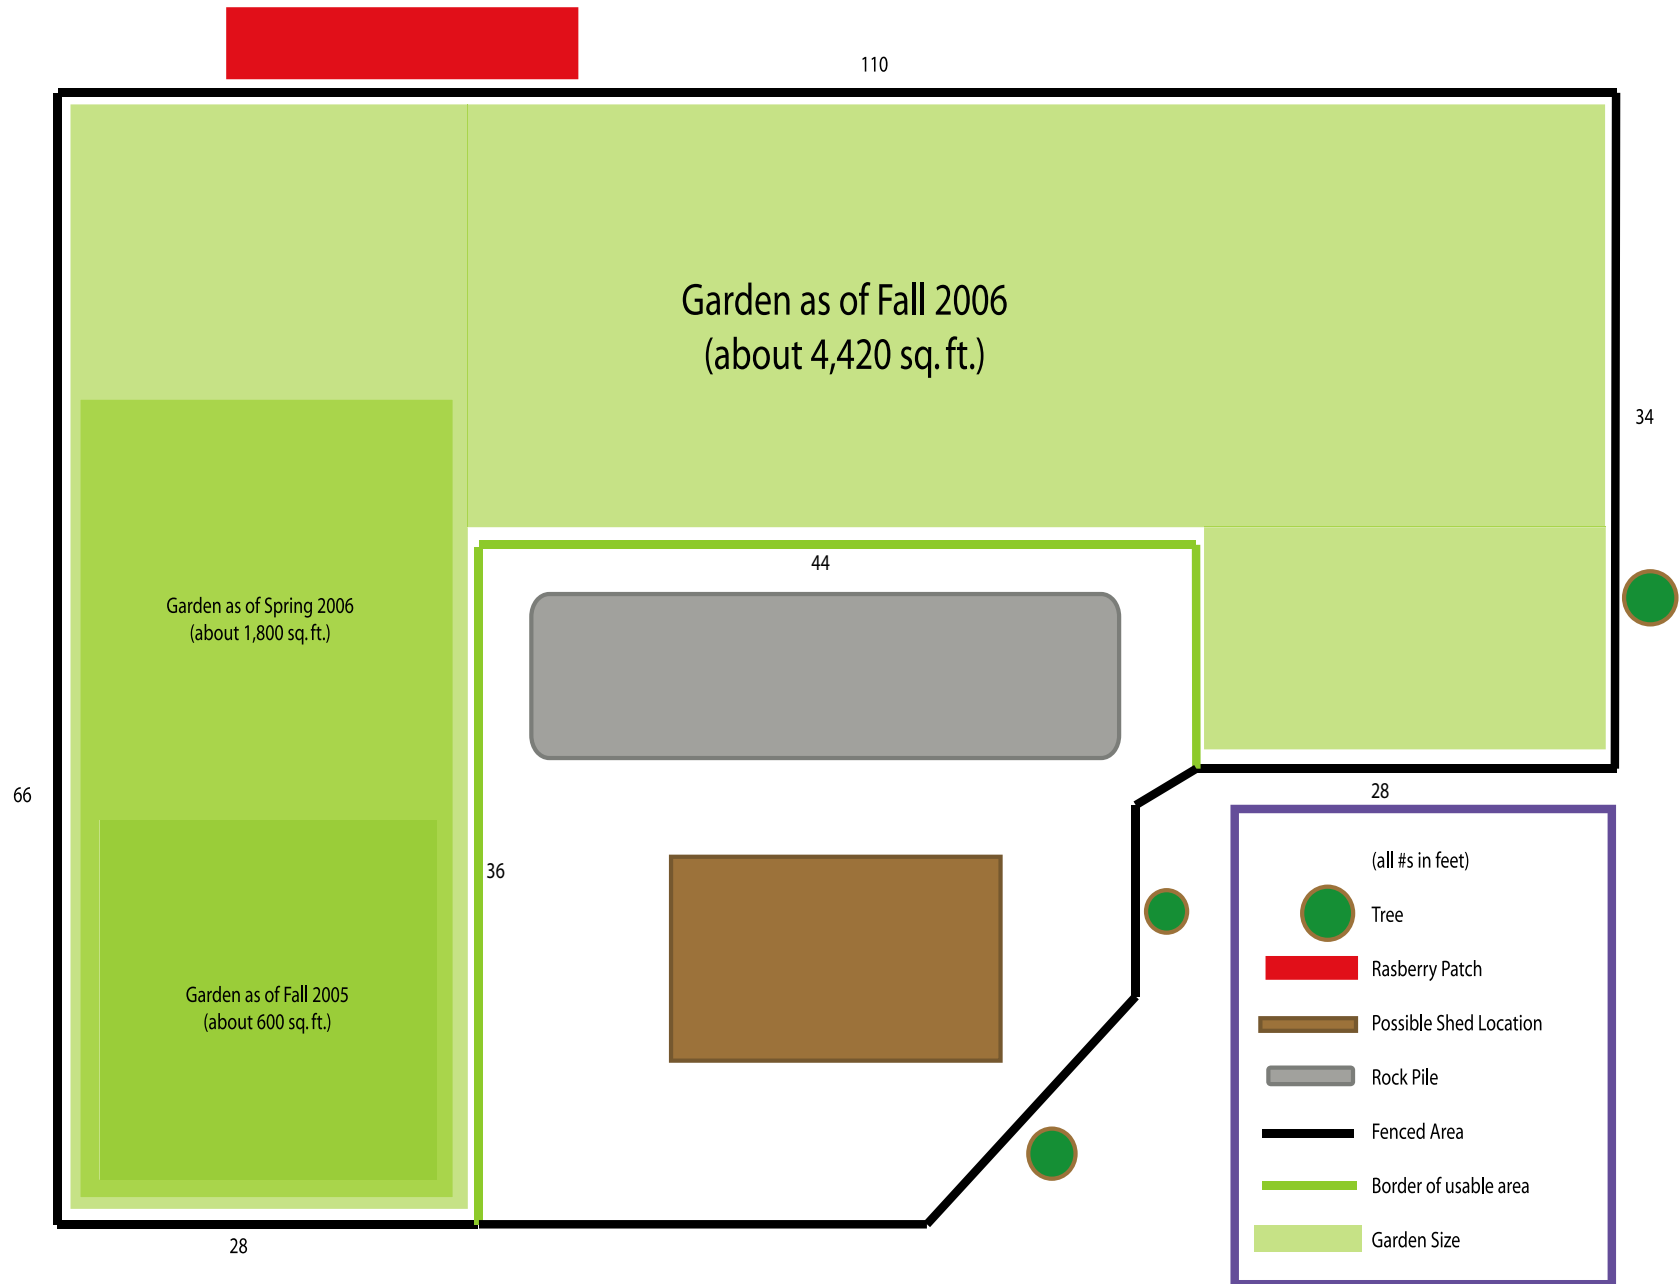 110
Garden as of Fall 2006
(about 4,420 sq. ft.)
34
44
Garden as of Spring 2006
(about 1,800 sq. ft.)
66
28
36
(all #s in feet)
Tree
Rasberry Patch
Garden as of Fall 2005
(about 600 sq. ft.)
Possible Shed Location
Rock Pile
Fenced Area
Border of usable area
Garden Size
28